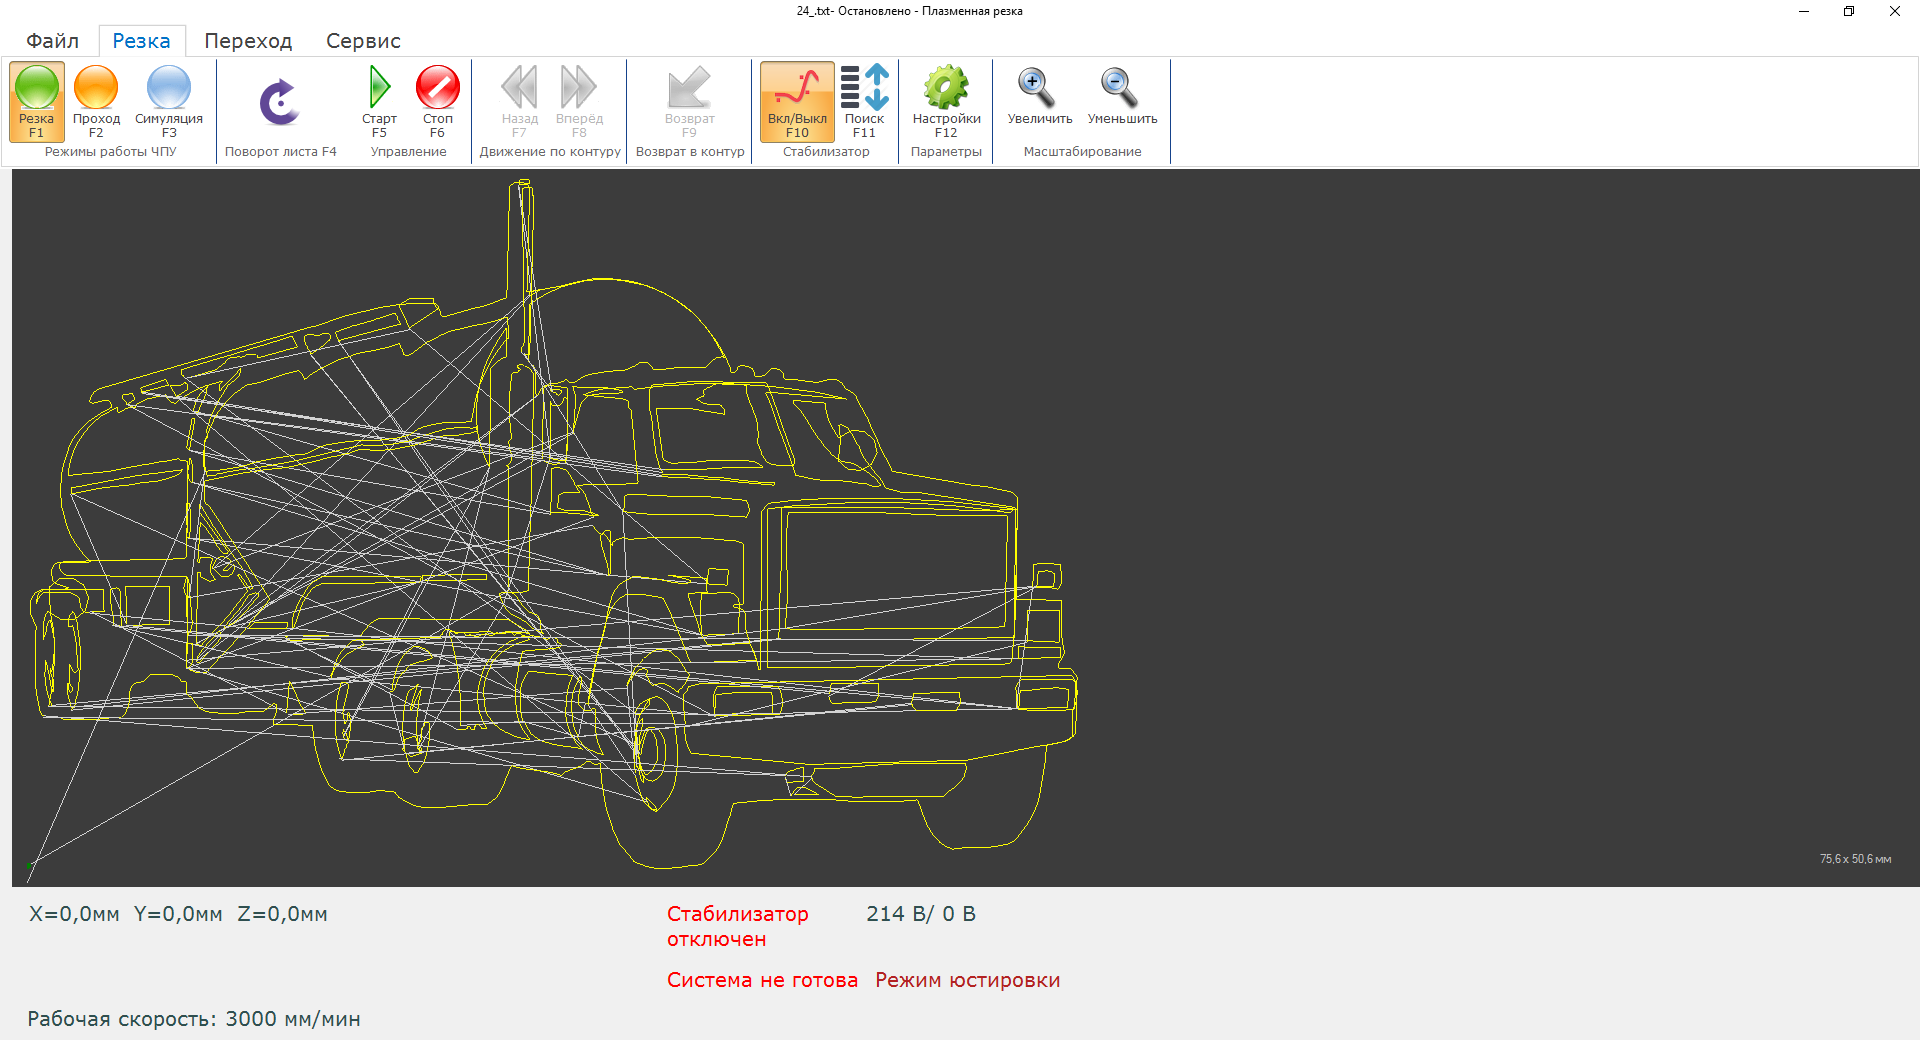 24_.txt- Остановлено - Плазменная резка
Файл Резка Переход Сервис
Резка F1 Проход F2 Симуляция F3 Старт F5 Стоп F6 Назад F7 Вперёд F8 Возврат F9 Вкл/Выкл F10 Поиск F11 Настройки F12 Увеличить Уменьшить
Режимы работы ЧПУ Поворот листа F4 Управление Движение по контуру Возврат в контур Стабилизатор Параметры Масштабирование
75,6 x 50,6 мм
X=0,0мм Y=0,0мм Z=0,0мм
Стабилизатор отключен 214 В/ 0 В
Система не готова Режим юстировки
Рабочая скорость: 3000 мм/мин